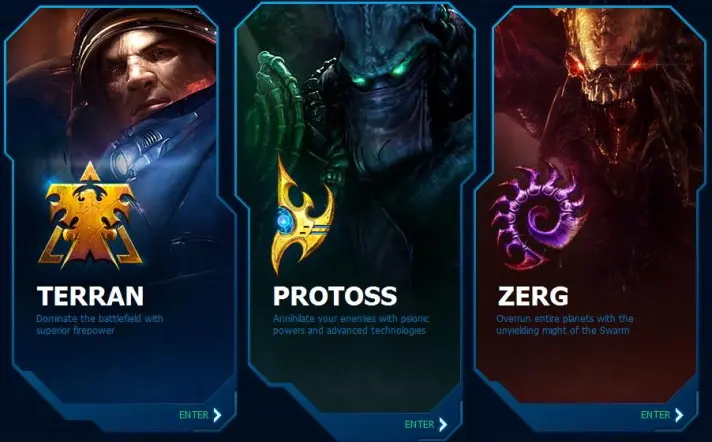 TERRAN
Dominate the battlefield with
superior firepower
ENTER
PROTOSS
Annihilate your enemies with psionic
powers and advanced technologies
ENTER
ZERG
Overrun entire planets with the
unyielding might of the Swarm
ENTER